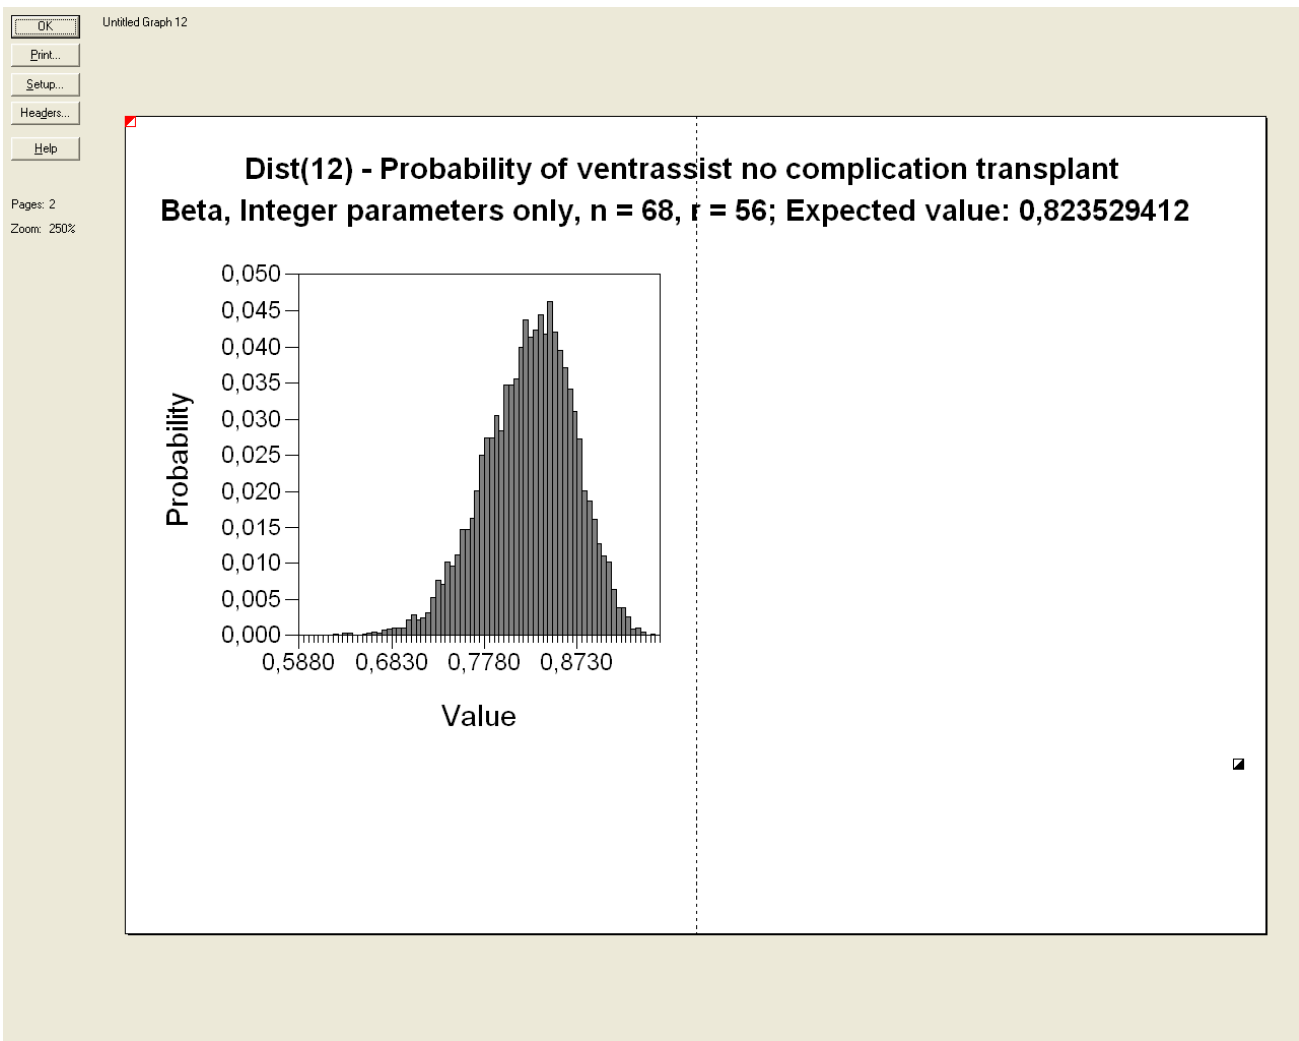 OK
Untitled Graph 12
Print...
Setup...
Headers...
Help
Pages: 2
Zoom: 250%
Dist(12) - Probability of ventrassist no complication transplant
Beta, Integer parameters only, n = 68, r = 56; Expected value: 0,823529412
0,050
0,045
0,040
0,035
0,030
0,025
0,020
0,015
0,010
0,005
0,000
Probability
0,5880 0,6830 0,7780 0,8730
Value